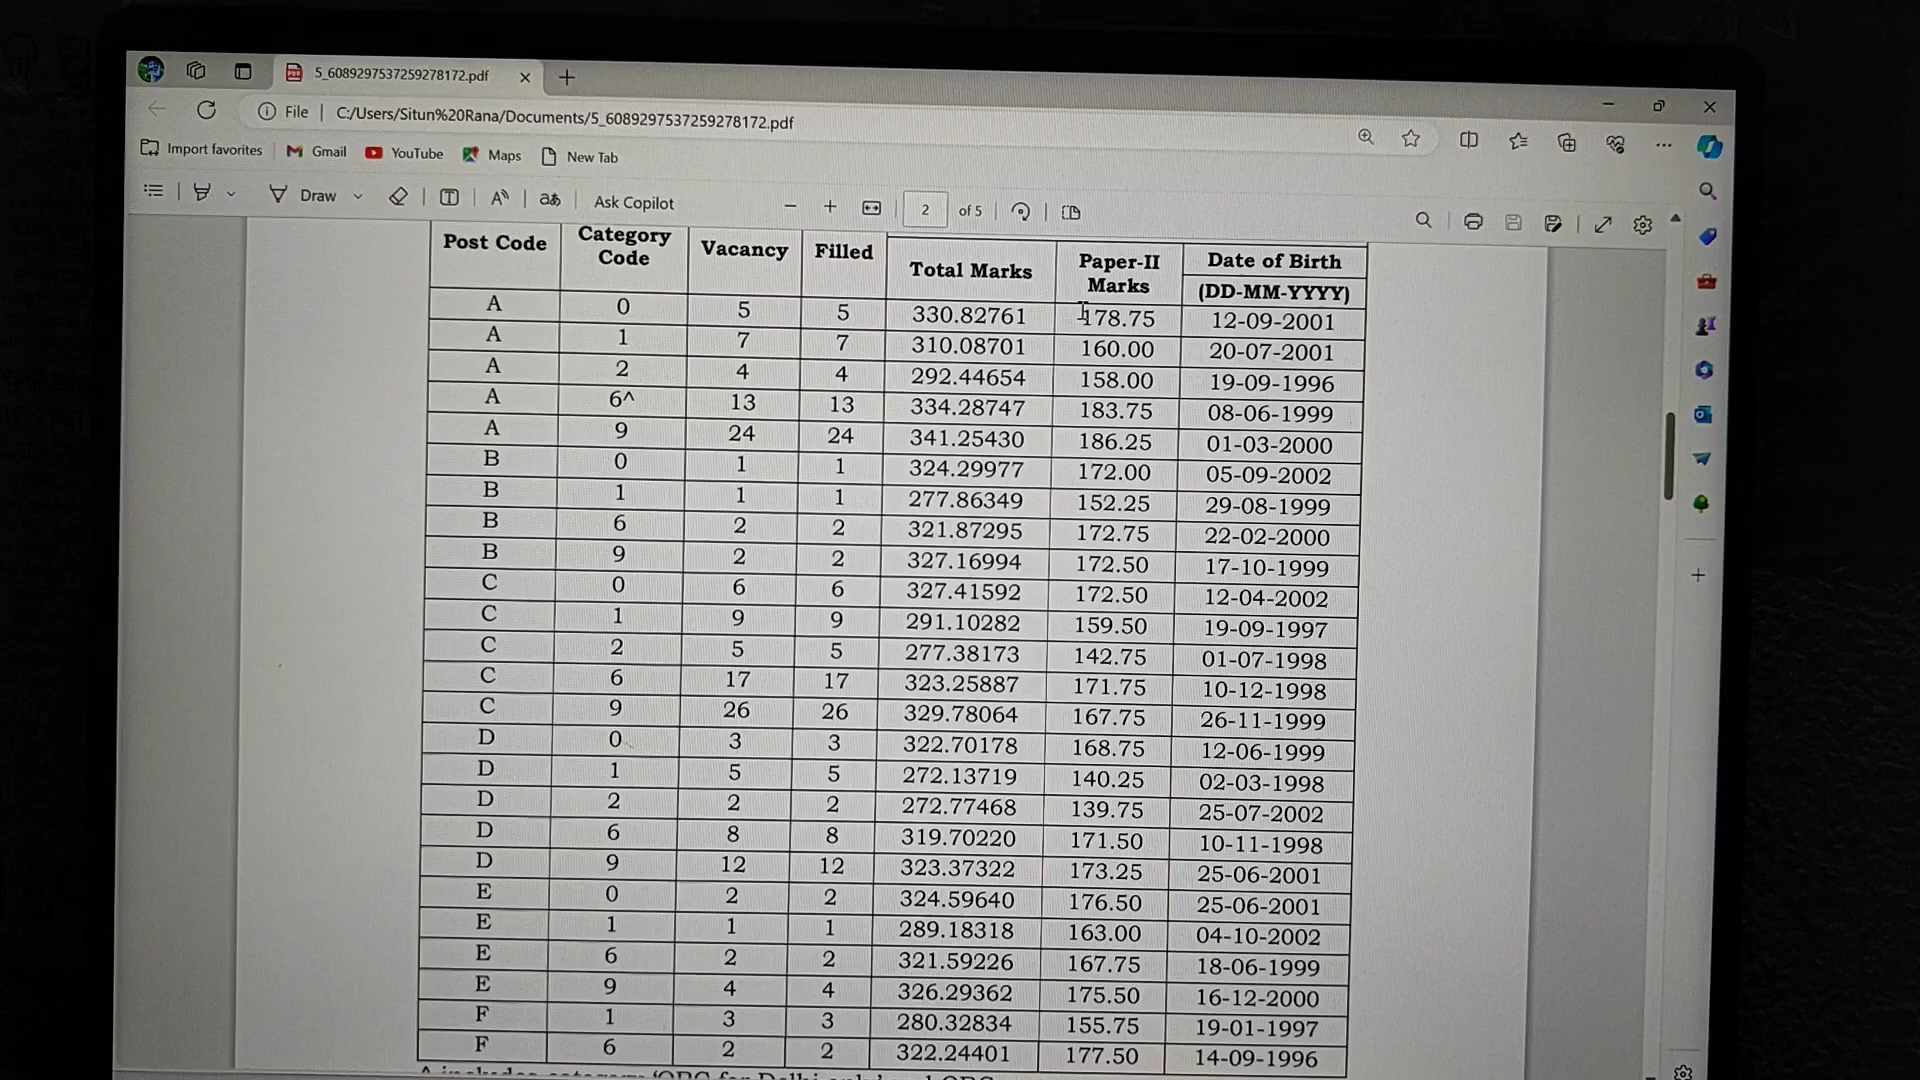 5_6089297537259278172.pdf
File | C:/Users/Situn%20Rana/Documents/5_6089297537259278172.pdf
Import favorites Gmail YouTube Maps New Tab
Draw Ask Copilot 2 of 5
Post Code Category Code Vacancy Filled Total Marks Paper-II Marks Date of Birth (DD-MM-YYYY)
A 0 5 5 330.82761 178.75 12-09-2001
A 1 7 7 310.08701 160.00 20-07-2001
A 2 4 4 292.44654 158.00 19-09-1996
A 6^ 13 13 334.28747 183.75 08-06-1999
A 9 24 24 341.25430 186.25 01-03-2000
B 0 1 1 324.29977 172.00 05-09-2002
B 1 1 1 277.86349 152.25 29-08-1999
B 6 2 2 321.87295 172.75 22-02-2000
B 9 2 2 327.16994 172.50 17-10-1999
C 0 6 6 327.41592 172.50 12-04-2002
C 1 9 9 291.10282 159.50 19-09-1997
C 2 5 5 277.38173 142.75 01-07-1998
C 6 17 17 323.25887 171.75 10-12-1998
C 9 26 26 329.78064 167.75 26-11-1999
D 0 3 3 322.70178 168.75 12-06-1999
D 1 5 5 272.13719 140.25 02-03-1998
D 2 2 2 272.77468 139.75 25-07-2002
D 6 8 8 319.70220 171.50 10-11-1998
D 9 12 12 323.37322 173.25 25-06-2001
E 0 2 2 324.59640 176.50 25-06-2001
E 1 1 1 289.18318 163.00 04-10-2002
E 6 2 2 321.59226 167.75 18-06-1999
E 9 4 4 326.29362 175.50 16-12-2000
F 1 3 3 280.32834 155.75 19-01-1997
F 6 2 2 322.24401 177.50 14-09-1996